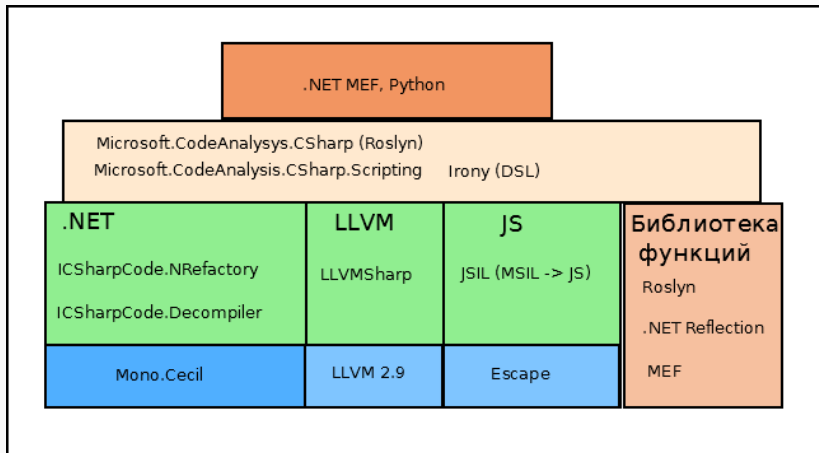 .NET MEF, Python
Microsoft.CodeAnalysys.CSharp (Roslyn)
Microsoft.CodeAnalysis.CSharp.Scripting Irony (DSL)
.NET
ICSharpCode.NRefactory
ICSharpCode.Decompiler
Mono.Cecil
LLVM
LLVMSharp
LLVM 2.9
JS
JSIL (MSIL -> JS)
Escape
Библиотека
функций
Roslyn
.NET Reflection
MEF